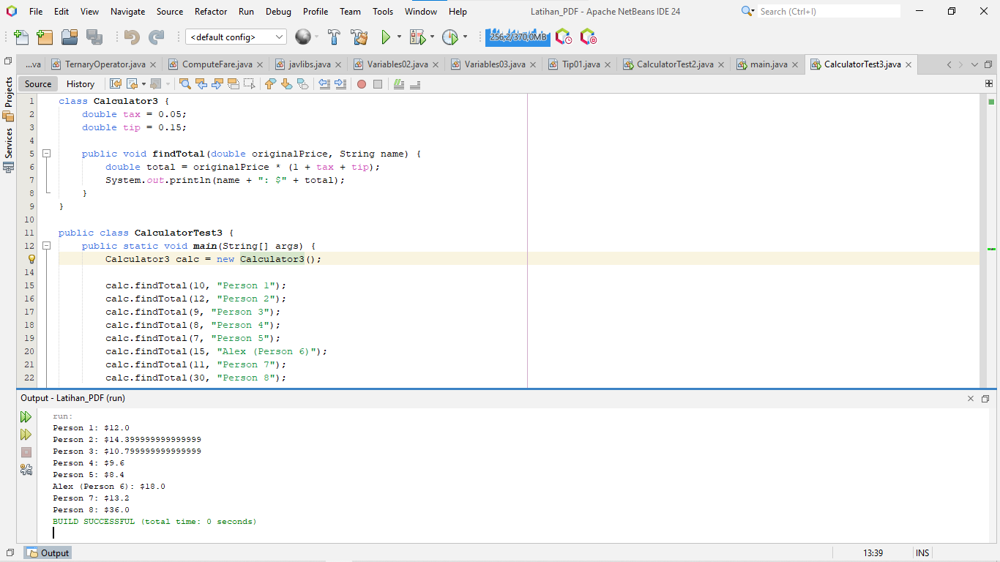 File Edit View Navigate Source Refactor Run Debug Profile Team Tools Window Help Latihan_PDF - Apache NetBeans IDE 24 Search (Ctrl+I)
<default config> 256,2/370,0MB
...va TernaryOperator.java ComputeFare.java javlibs.java Variables02.java Variables03.java Tip01.java CalculatorTest2.java main.java CalculatorTest3.java
Projects
Services
Source History
1 class Calculator3 {
2 double tax = 0.05;
3 double tip = 0.15;
4
5 public void findTotal(double originalPrice, String name) {
6 double total = originalPrice * (1 + tax + tip);
7 System.out.println(name + ": $" + total);
8 }
9 }
10
11 public class CalculatorTest3 {
12 public static void main(String[] args) {
Calculator3 calc = new Calculator3();
14
15 calc.findTotal(10, "Person 1");
16 calc.findTotal(12, "Person 2");
17 calc.findTotal(9, "Person 3");
18 calc.findTotal(8, "Person 4");
19 calc.findTotal(7, "Person 5");
20 calc.findTotal(15, "Alex (Person 6)");
21 calc.findTotal(11, "Person 7");
22 calc.findTotal(30, "Person 8");
Output - Latihan_PDF (run)
run:
Person 1: $12.0
Person 2: $14.399999999999999
Person 3: $10.799999999999999
Person 4: $9.6
Person 5: $8.4
Alex (Person 6): $18.0
Person 7: $13.2
Person 8: $36.0
BUILD SUCCESSFUL (total time: 0 seconds)
Output 13:39 INS